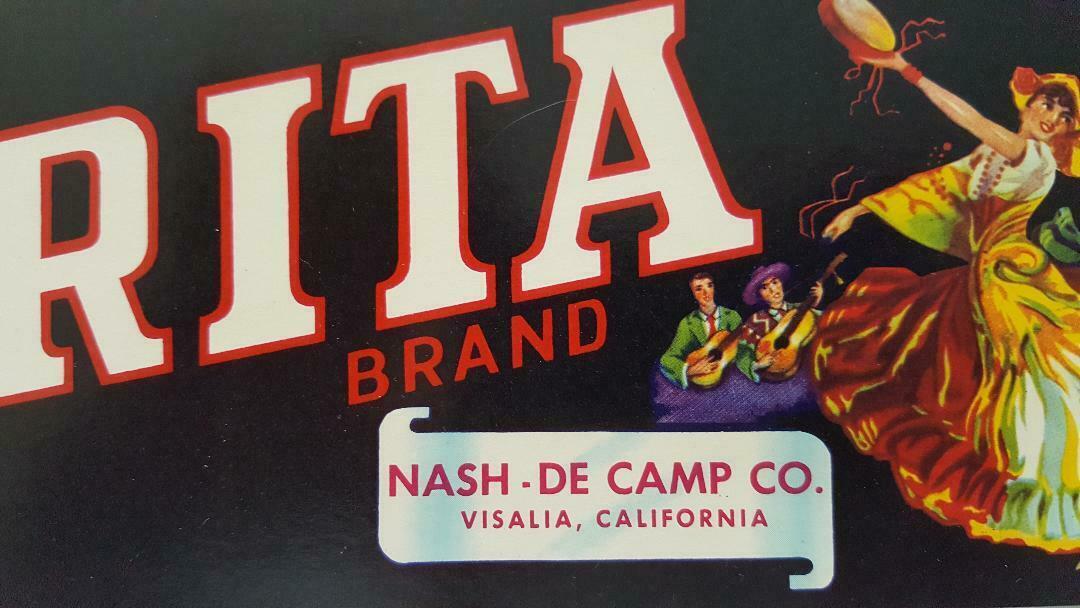 RITA
BRAND
NASH - DE CAMP CO.
VISALIA, CALIFORNIA